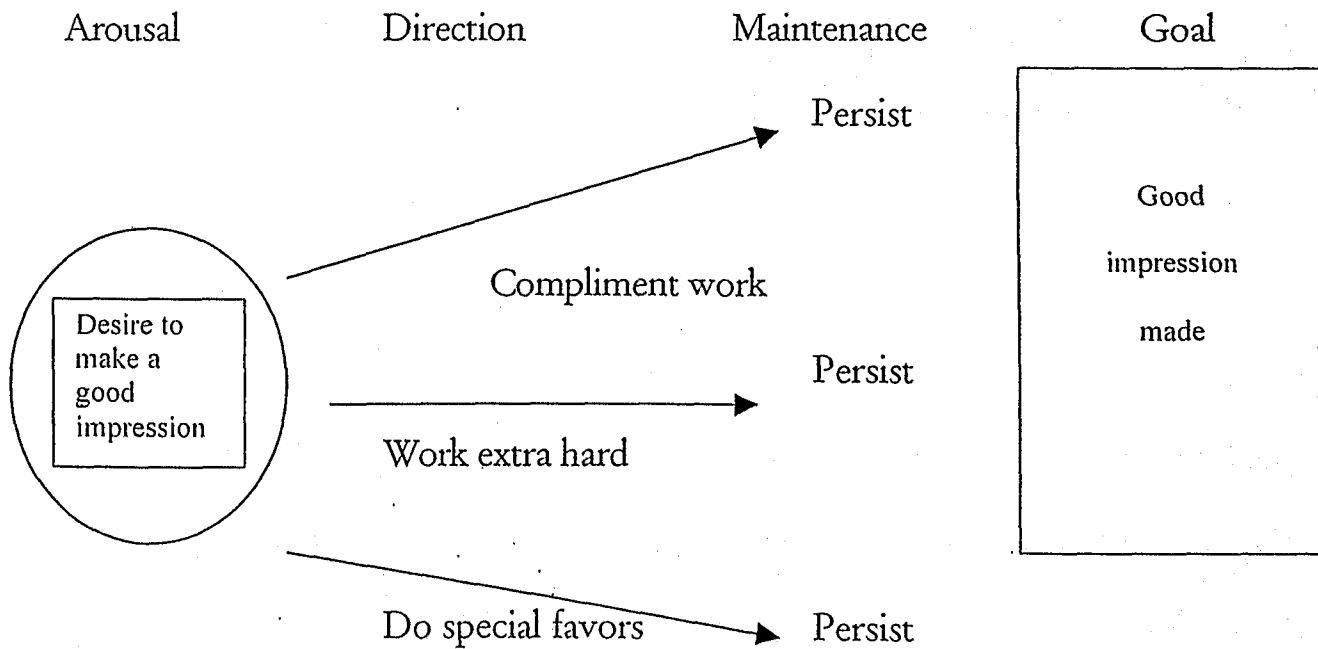 Arousal Direction Maintenance Goal
Persist
Good
impression
made
Compliment work
Desire to
make a
good
impression
Persist
Work extra hard
Do special favors
Persist